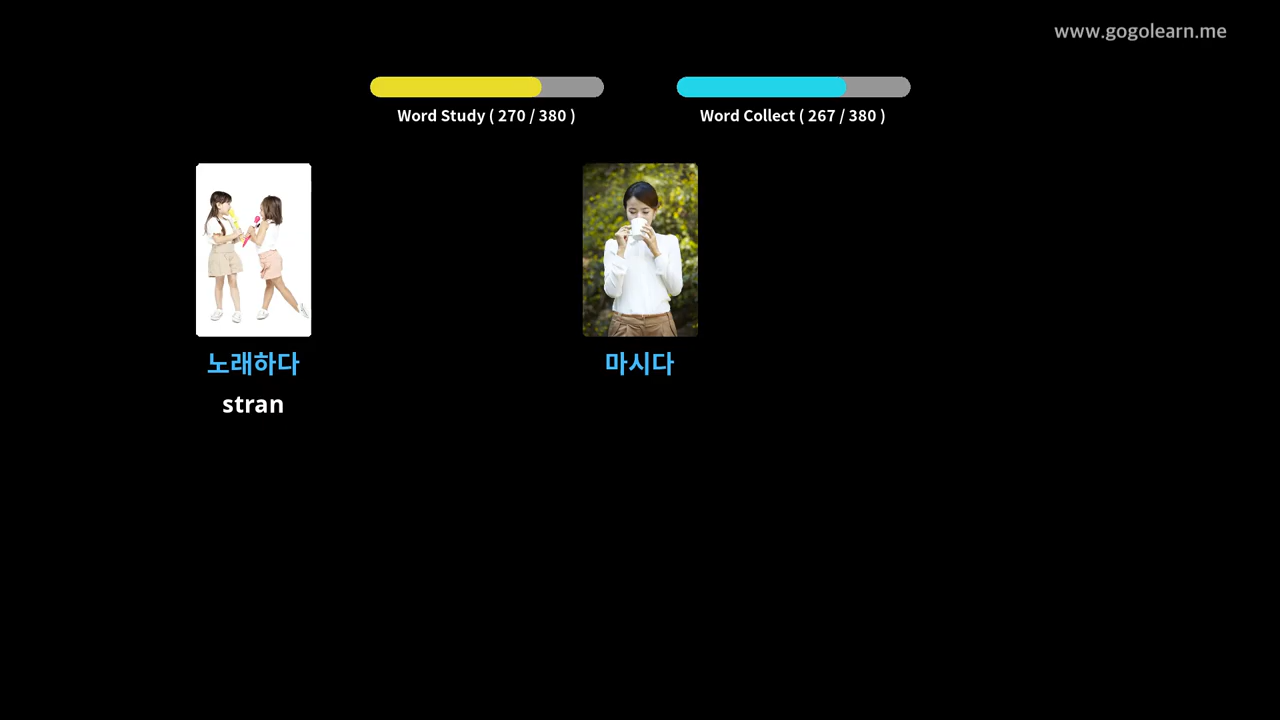 www.gogolearn.me
Word Study ( 270 / 380 )
Word Collect ( 267 / 380 )
노래하다
마시다
stran